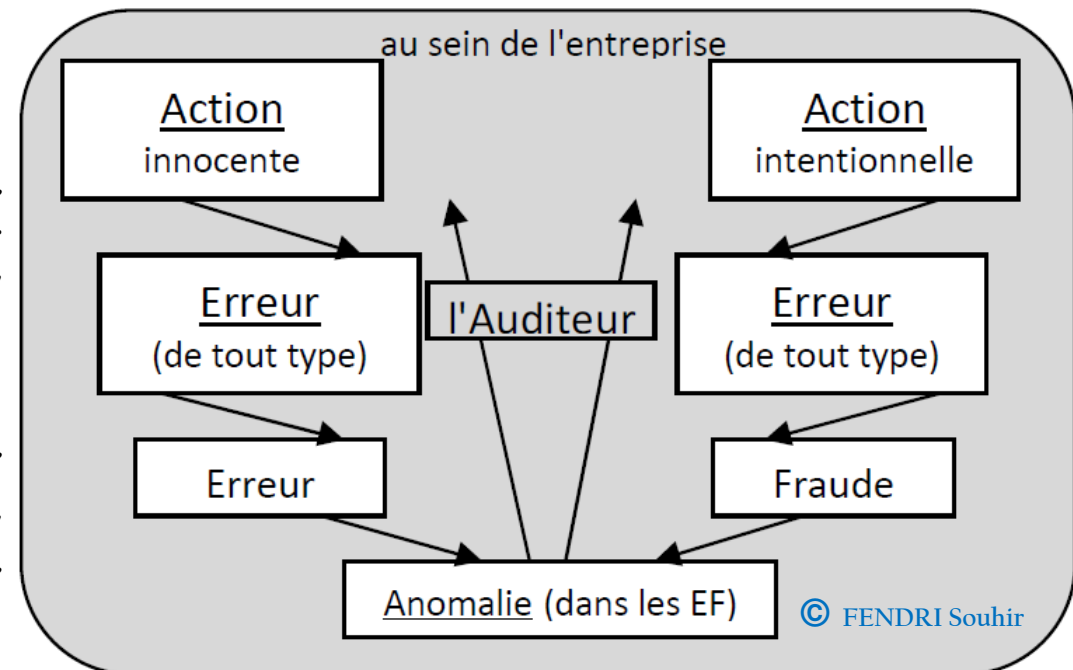 au sein de l'entreprise
Action
innocente
Action
intentionnelle
Erreur
(de tout type)
l'Auditeur
Erreur
(de tout type)
Erreur
Fraude
Anomalie (dans les EF)
© FENDRI Souhir